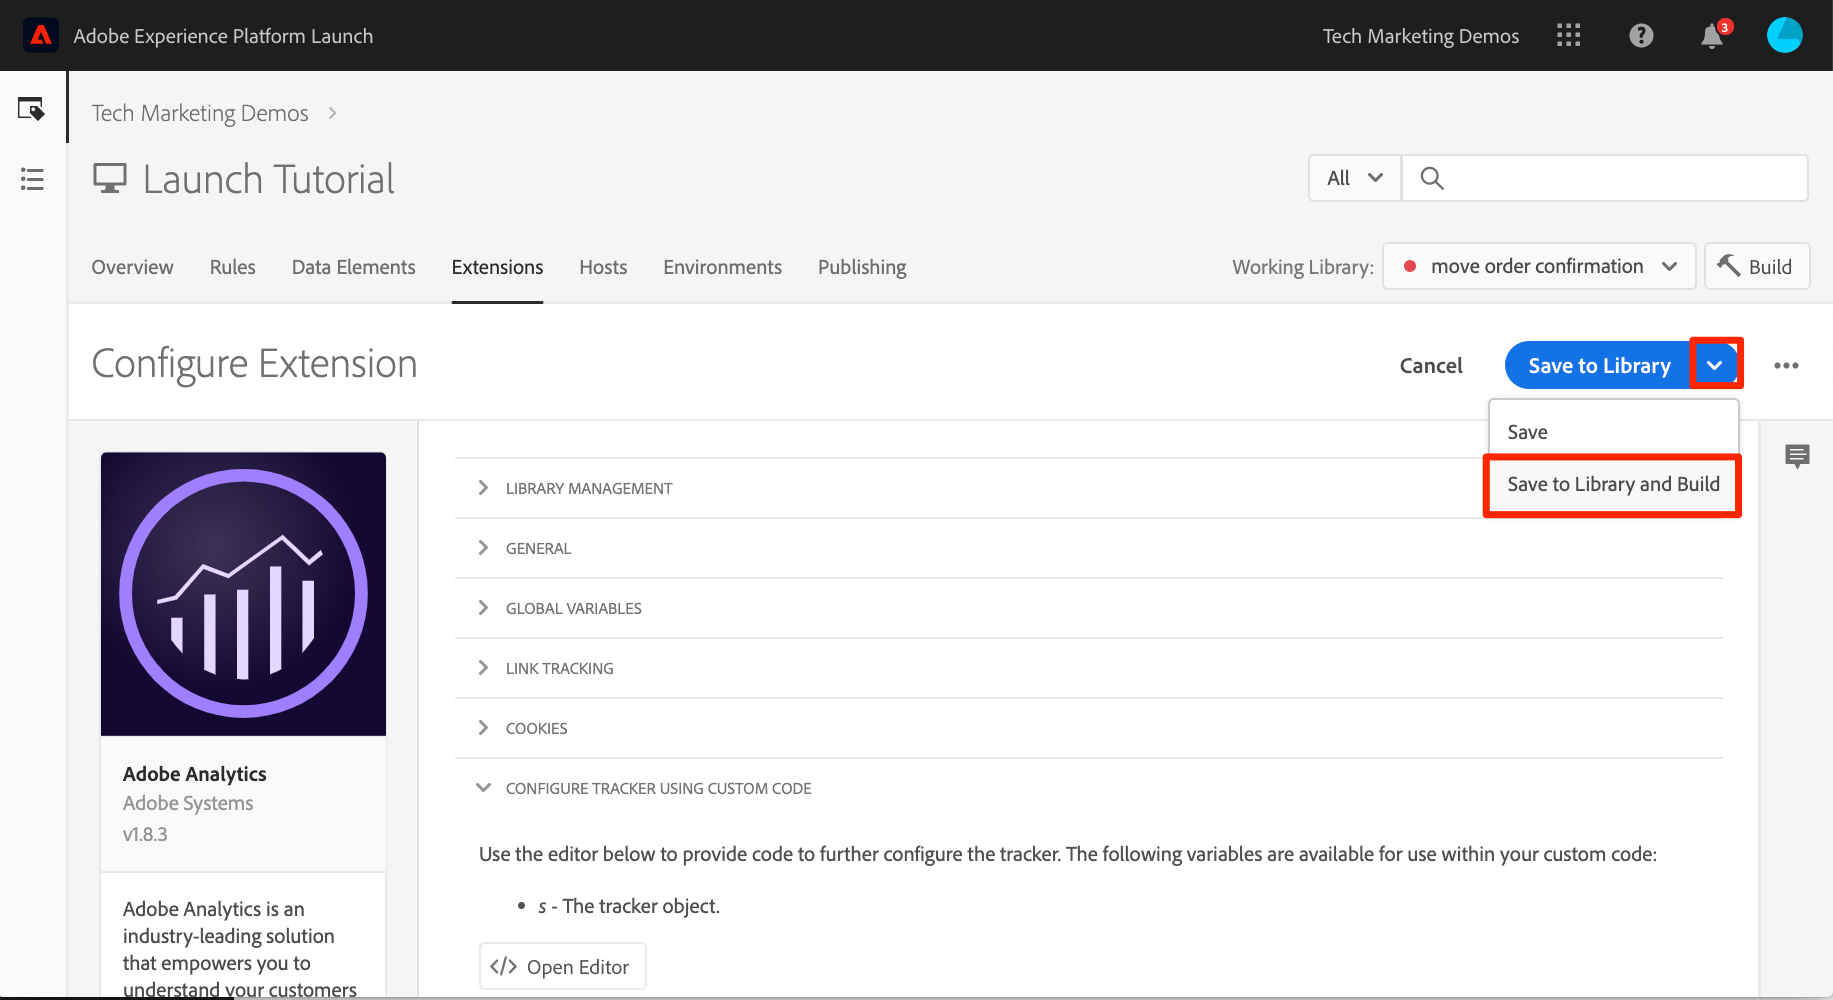 Adobe Experience Platform Launch
Tech Marketing Demos
3
Tech Marketing Demos
Launch Tutorial
All
Overview Rules Data Elements Extensions Hosts Environments Publishing
Working Library: move order confirmation Build
Configure Extension
Cancel Save to Library
Save
Save to Library and Build
LIBRARY MANAGEMENT
GENERAL
GLOBAL VARIABLES
LINK TRACKING
COOKIES
CONFIGURE TRACKER USING CUSTOM CODE
Use the editor below to provide code to further configure the tracker. The following variables are available for use within your custom code:
• s - The tracker object.
</> Open Editor
Adobe Analytics
Adobe Systems
v1.8.3
Adobe Analytics is an
industry-leading solution
that empowers you to
understand your customers